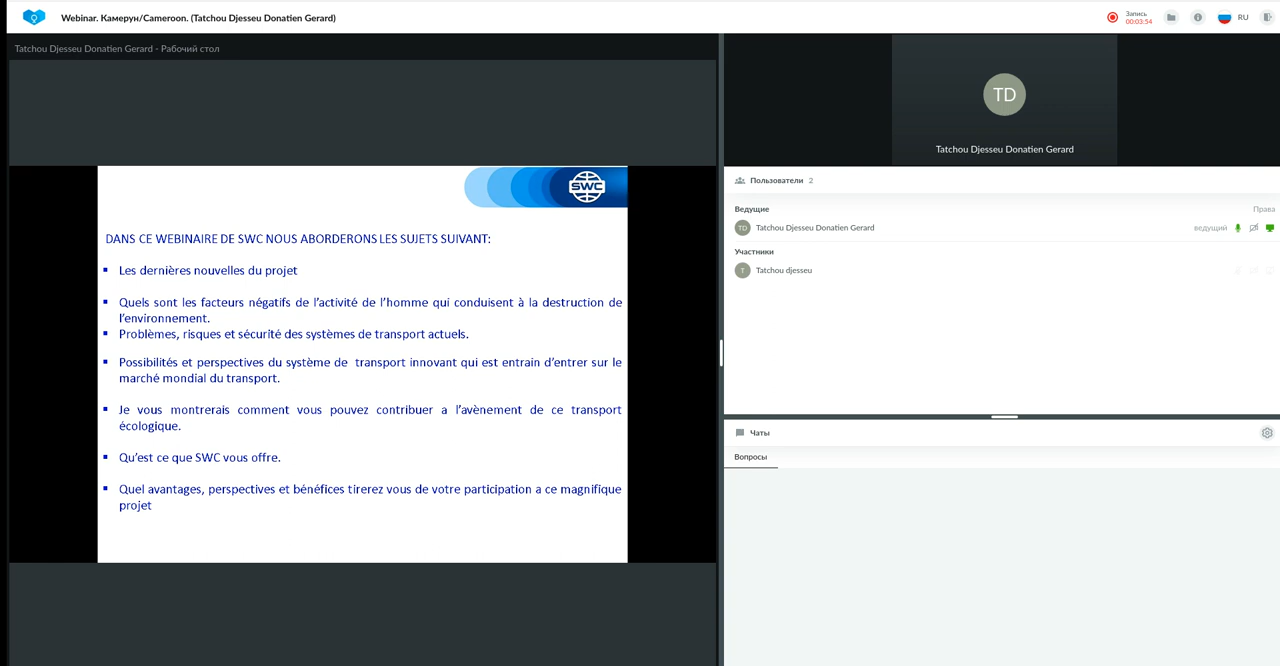 Webinar. Камерун/Cameroon. (Tatchou Djesseu Donatien Gerard)
Запись
00:03:54
RU
Tatchou Djesseu Donatien Gerard - Рабочий стол
SWC
DANS CE WEBINAIRE DE SWC NOUS ABORDERONS LES SUJETS SUIVANT:
▪ Les dernières nouvelles du projet
▪ Quels sont les facteurs négatifs de l'activité de l'homme qui conduisent à la destruction de
l'environnement.
▪ Problèmes, risques et sécurité des systèmes de transport actuels.
▪ Possibilités et perspectives du système de transport innovant qui est entrain d'entrer sur le
marché mondial du transport.
▪ Je vous montrerais comment vous pouvez contribuer a l'avènement de ce transport
écologique.
▪ Qu'est ce que SWC vous offre.
▪ Quel avantages, perspectives et bénéfices tirerez vous de votre participation a ce magnifique
projet
TD
Tatchou Djesseu Donatien Gerard
Пользователи 2
Ведущие Права
TD Tatchou Djesseu Donatien Gerard ведущий
Участники
T Tatchou djesseu
Чаты
Вопросы